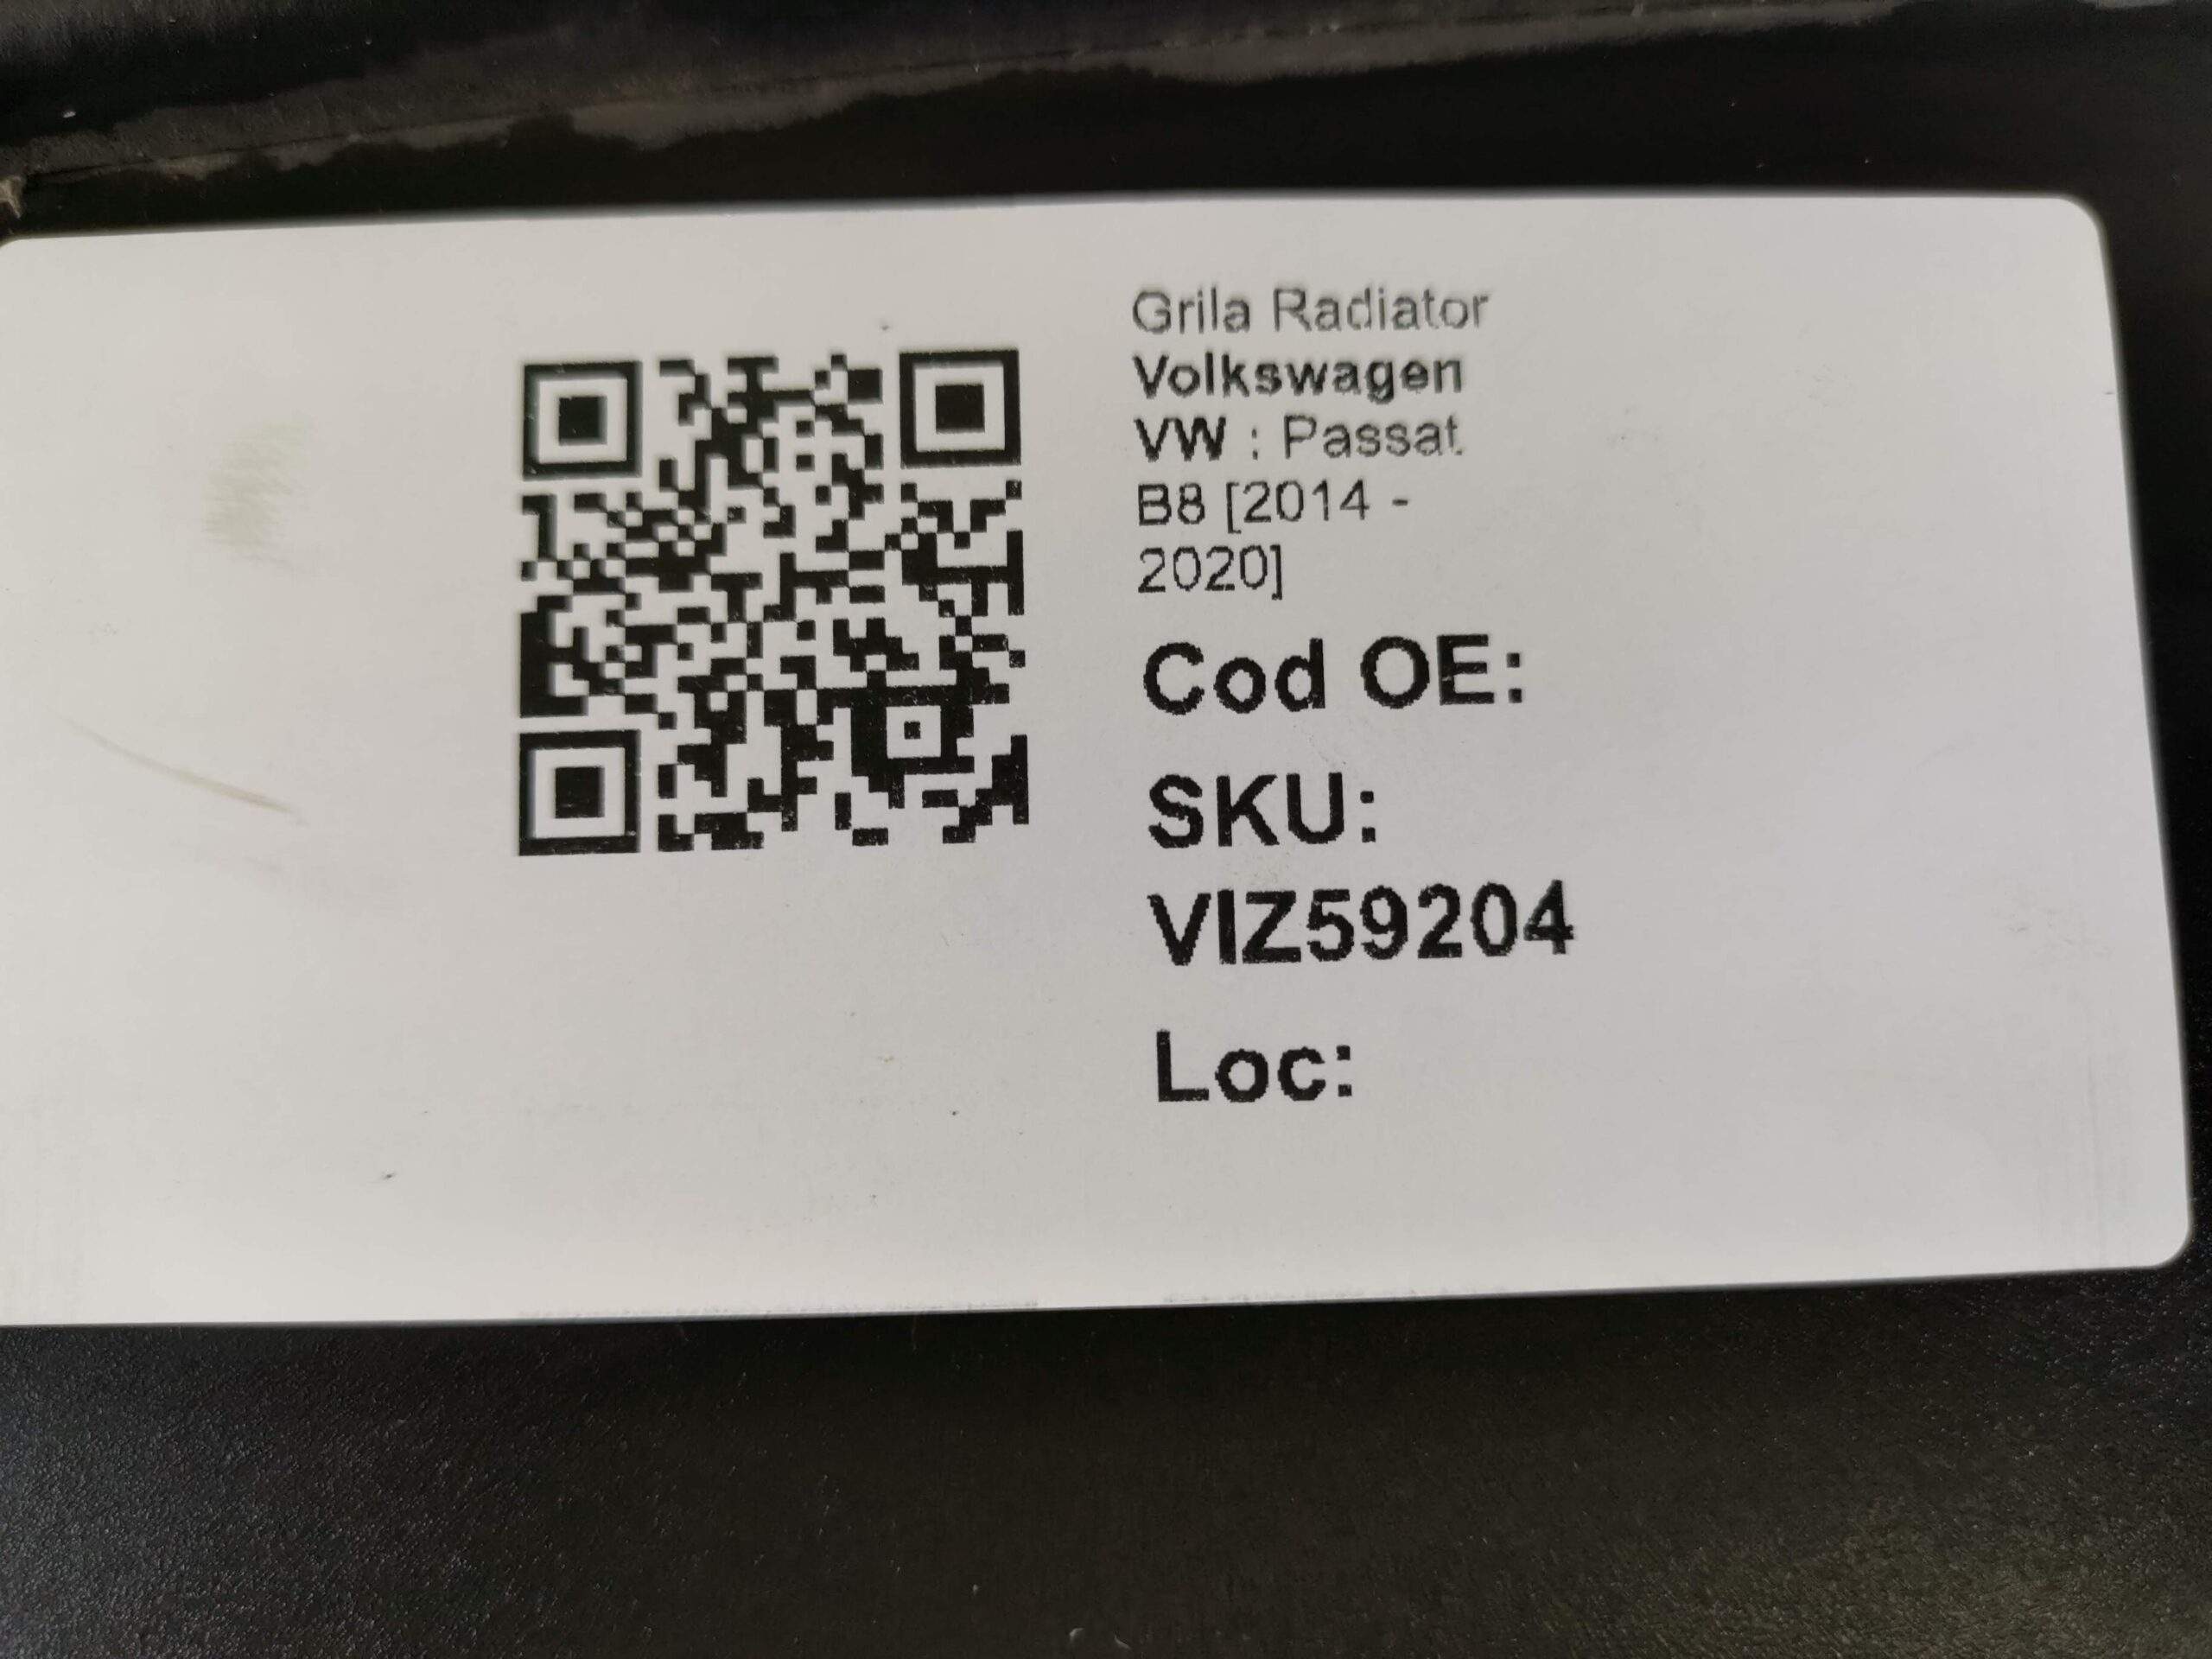 Grila Radiator
Volkswagen
VW : Passat
B8 [2014 -
2020]
Cod OE:
SKU:
VIZ59204
Loc: